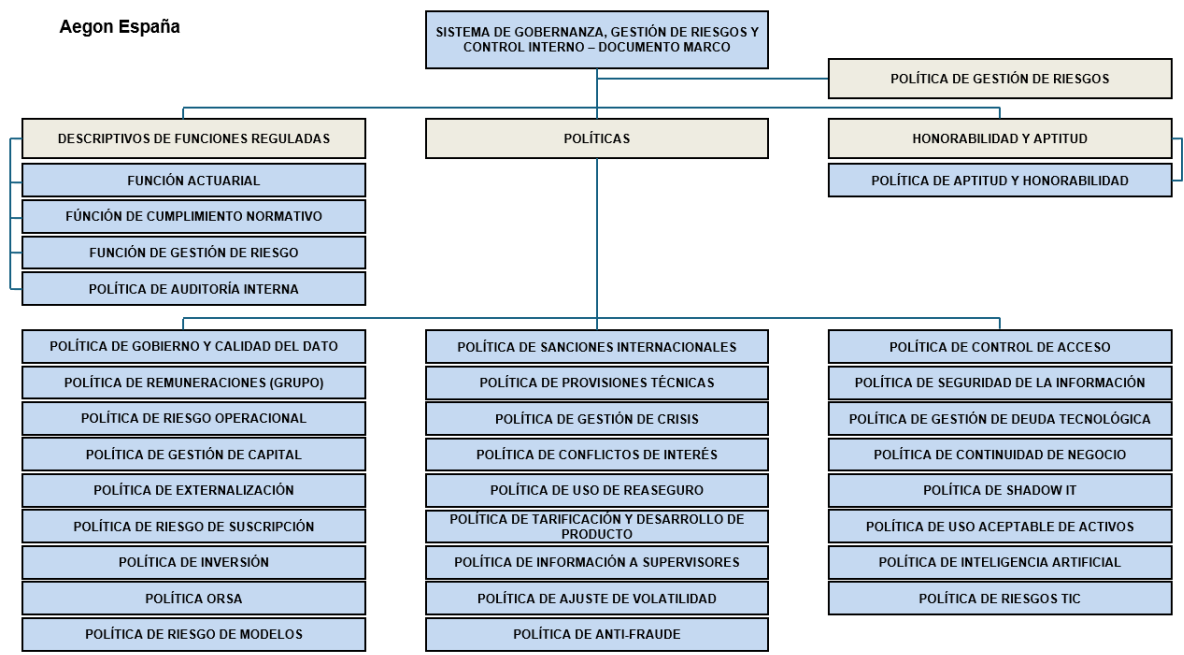 Aegon España
SISTEMA DE GOBERNANZA, GESTIÓN DE RIESGOS Y
CONTROL INTERNO – DOCUMENTO MARCO
POLÍTICA DE GESTIÓN DE RIESGOS
DESCRIPTIVOS DE FUNCIONES REGULADAS
FUNCIÓN ACTUARIAL
FÚNCIÓN DE CUMPLIMIENTO NORMATIVO
FUNCIÓN DE GESTIÓN DE RIESGO
POLÍTICA DE AUDITORÍA INTERNA
POLÍTICAS
HONORABILIDAD Y APTITUD
POLÍTICA DE APTITUD Y HONORABILIDAD
POLÍTICA DE GOBIERNO Y CALIDAD DEL DATO
POLÍTICA DE REMUNERACIONES (GRUPO)
POLÍTICA DE RIESGO OPERACIONAL
POLÍTICA DE GESTIÓN DE CAPITAL
POLÍTICA DE EXTERNALIZACIÓN
POLÍTICA DE RIESGO DE SUSCRIPCIÓN
POLÍTICA DE INVERSIÓN
POLÍTICA ORSA
POLÍTICA DE RIESGO DE MODELOS
POLÍTICA DE SANCIONES INTERNACIONALES
POLÍTICA DE PROVISIONES TÉCNICAS
POLÍTICA DE GESTIÓN DE CRISIS
POLÍTICA DE CONFLICTOS DE INTERÉS
POLÍTICA DE USO DE REASEGURO
POLÍTICA DE TARIFICACIÓN Y DESARROLLO DE
PRODUCTO
POLÍTICA DE INFORMACIÓN A SUPERVISORES
POLÍTICA DE AJUSTE DE VOLATILIDAD
POLÍTICA DE ANTI-FRAUDE
POLÍTICA DE CONTROL DE ACCESO
POLÍTICA DE SEGURIDAD DE LA INFORMACIÓN
POLÍTICA DE GESTIÓN DE DEUDA TECNOLÓGICA
POLÍTICA DE CONTINUIDAD DE NEGOCIO
POLÍTICA DE SHADOW IT
POLÍTICA DE USO ACEPTABLE DE ACTIVOS
POLÍTICA DE INTELIGENCIA ARTIFICIAL
POLÍTICA DE RIESGOS TIC